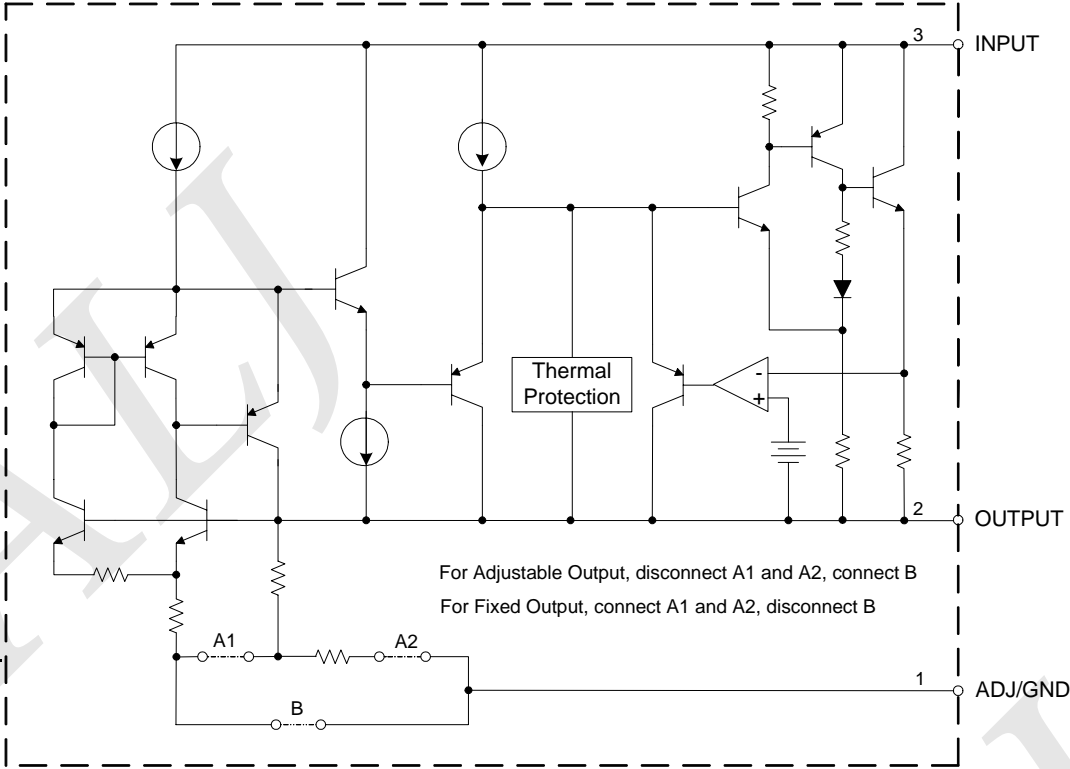 3
INPUT
Thermal
Protection
-
+
2
OUTPUT
For Adjustable Output, disconnect A1 and A2, connect B
For Fixed Output, connect A1 and A2, disconnect B
A1
A2
1
ADJ/GND
B